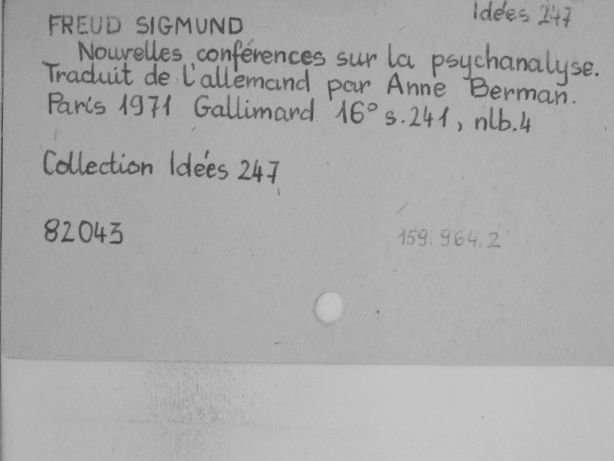 Idées 247
FREUD SIGMUND
Nouvelles conférences sur la psychanalyse.
Traduit de l'allemand par Anne Berman.
Paris 1971 Gallimard 16° s.241, nlb.4
Collection Idées 247
82043
159.964.2